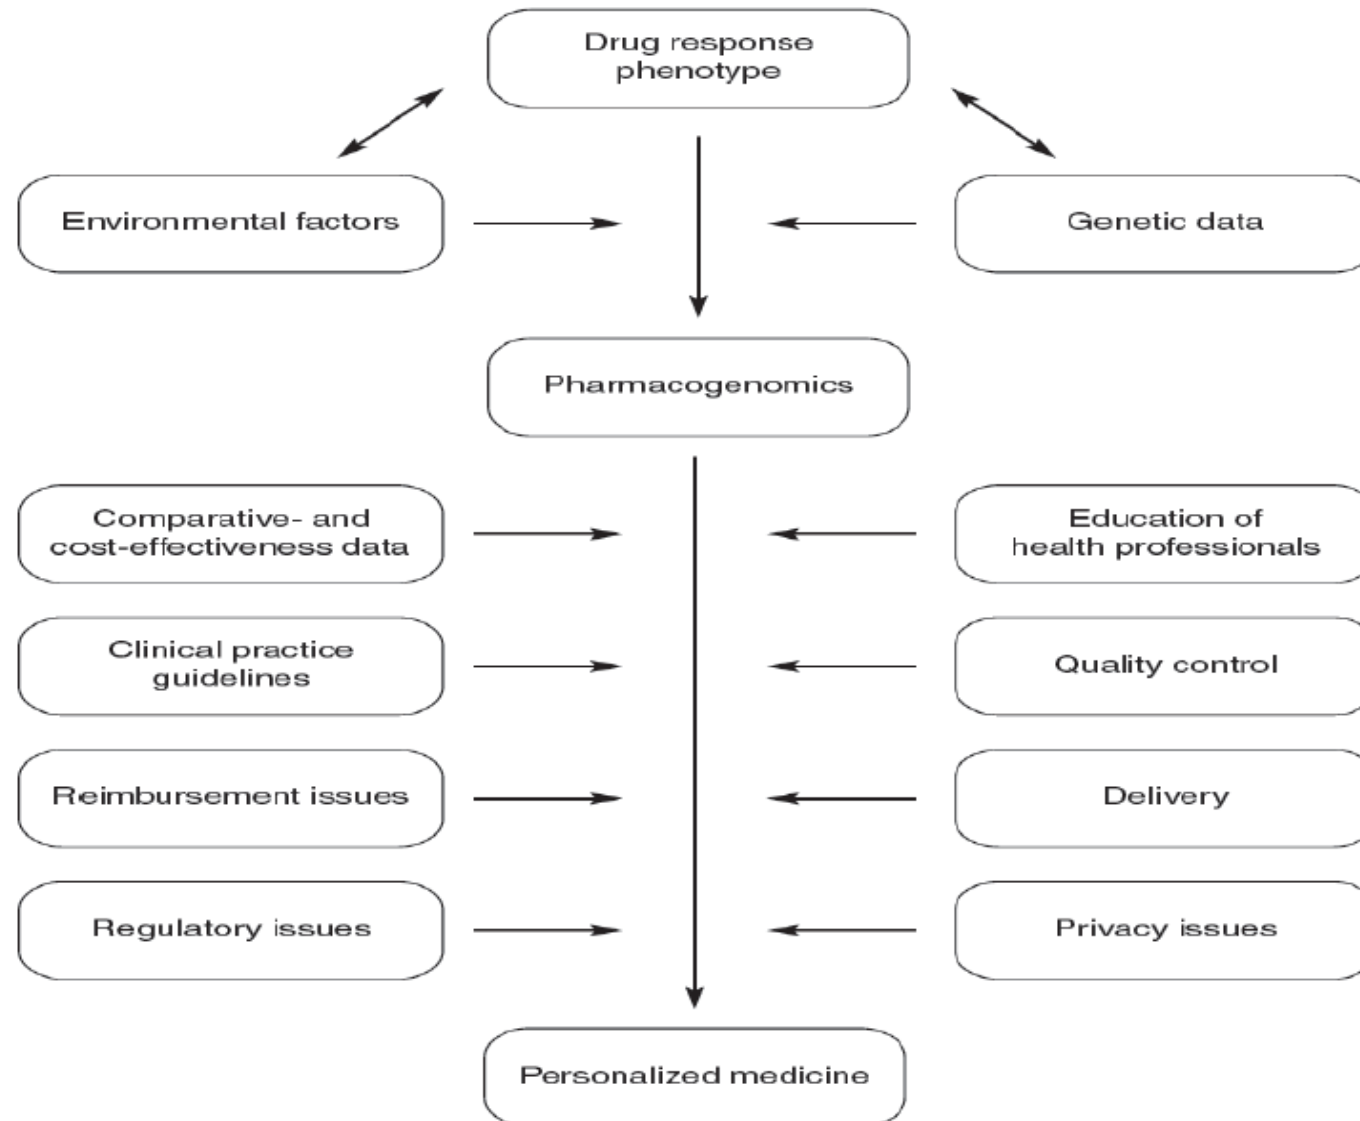 Drug response
phenotype
Environmental factors
Genetic data
Pharmacogenomics
Comparative- and
cost-effectiveness data
Education of
health professionals
Clinical practice
guidelines
Quality control
Reimbursement issues
Delivery
Regulatory issues
Privacy issues
Personalized medicine